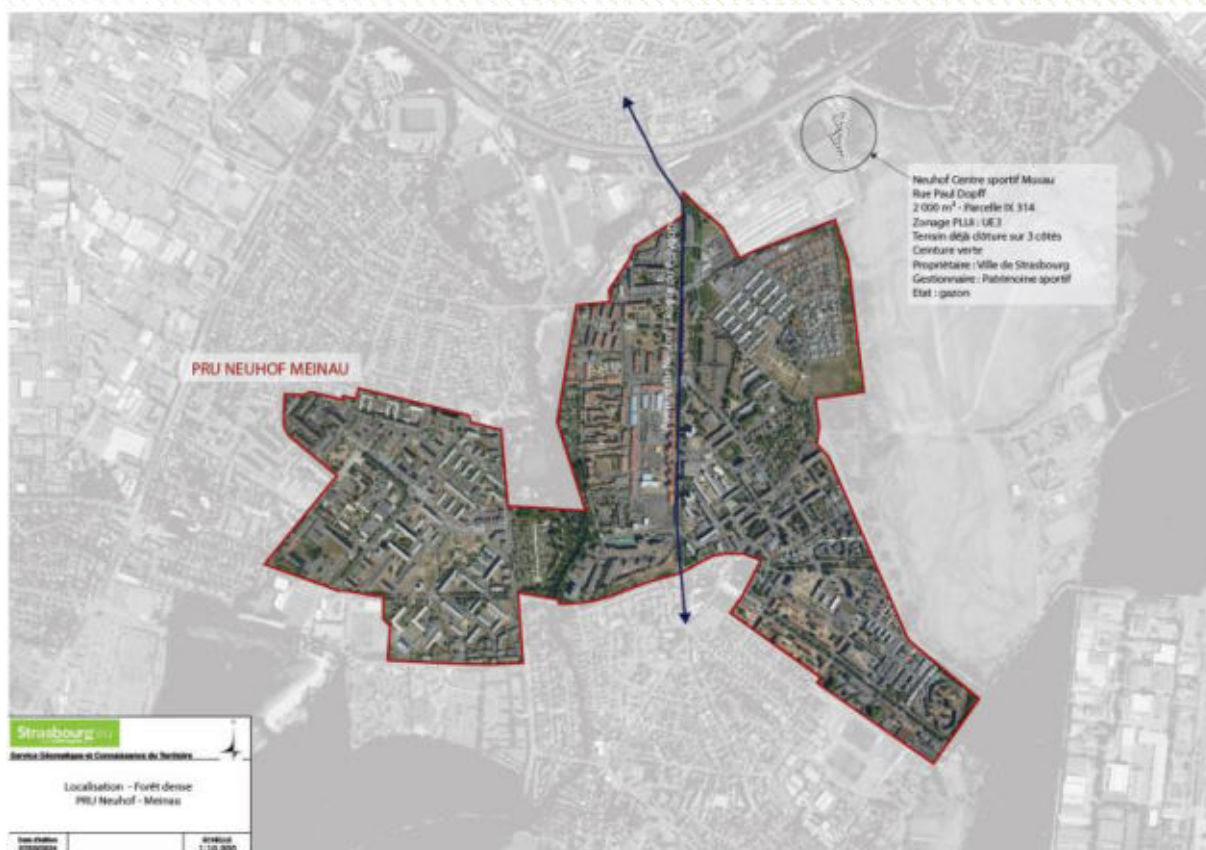 Neuhof Centre sportif Musau
Rue Paul Dopff
2 000 m² - Parcelle IX 314
Zonage PLUi : UE3
Terrain déjà clôture sur 3 côtés
Ceinture verte
Propriétaire : Ville de Strasbourg
Gestionnaire : Patrimoine sportif
Etat : gazon
PRU NEUHOF MEINAU
Strasbourg.eu
Service Géomatique et Connaissance du Territoire
Localisation - Forêt dense
PRU Neuhof - Meinau